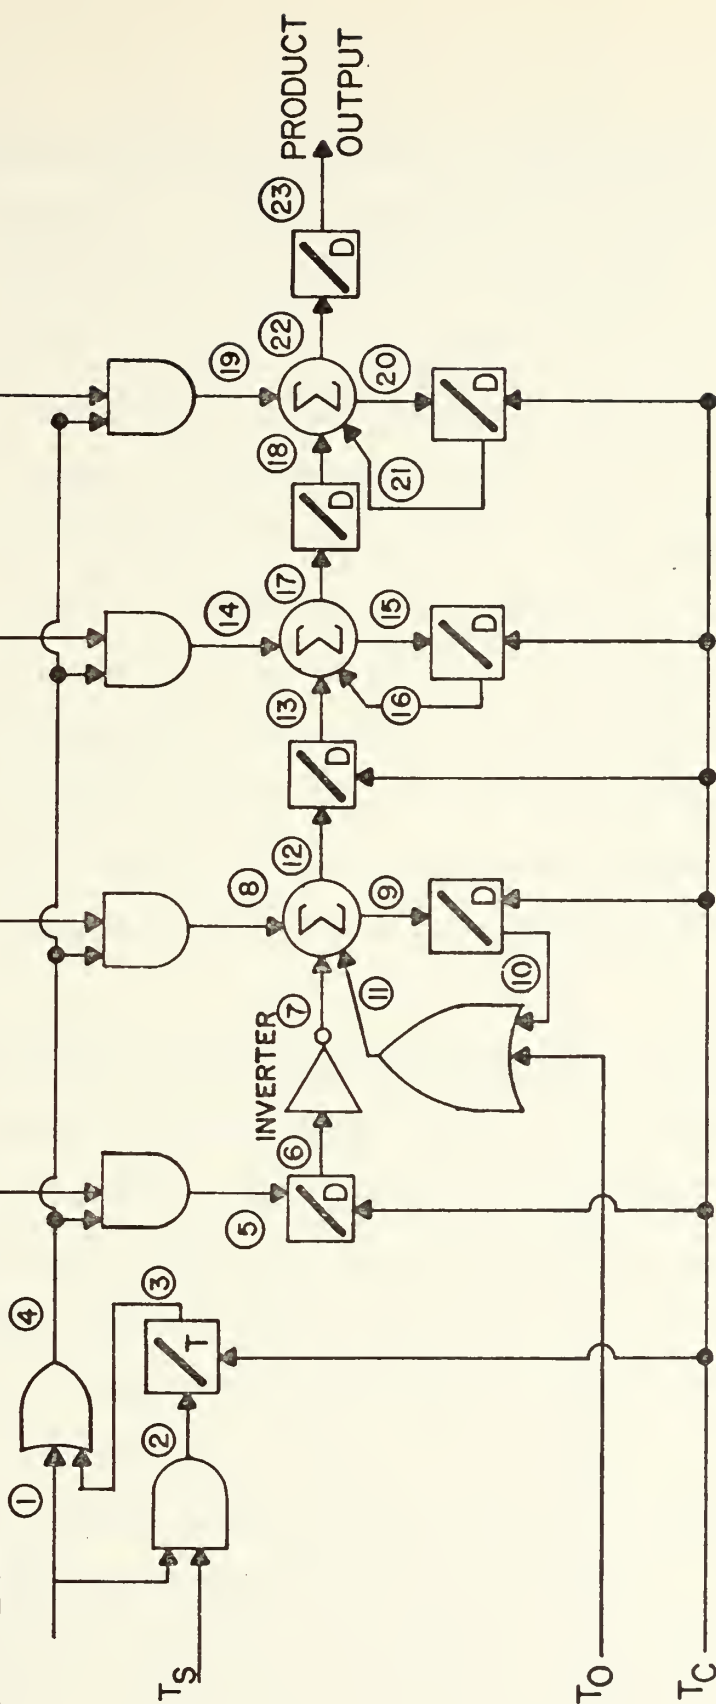 PRODUCT
OUTPUT
23
D
22
19
Σ
20
D
18
21
D
17
14
Σ
15
D
13
16
D
12
8
Σ
9
D
10
11
7
INVERTER
6
D
5
4
3
T
2
1
TS
TO
TC